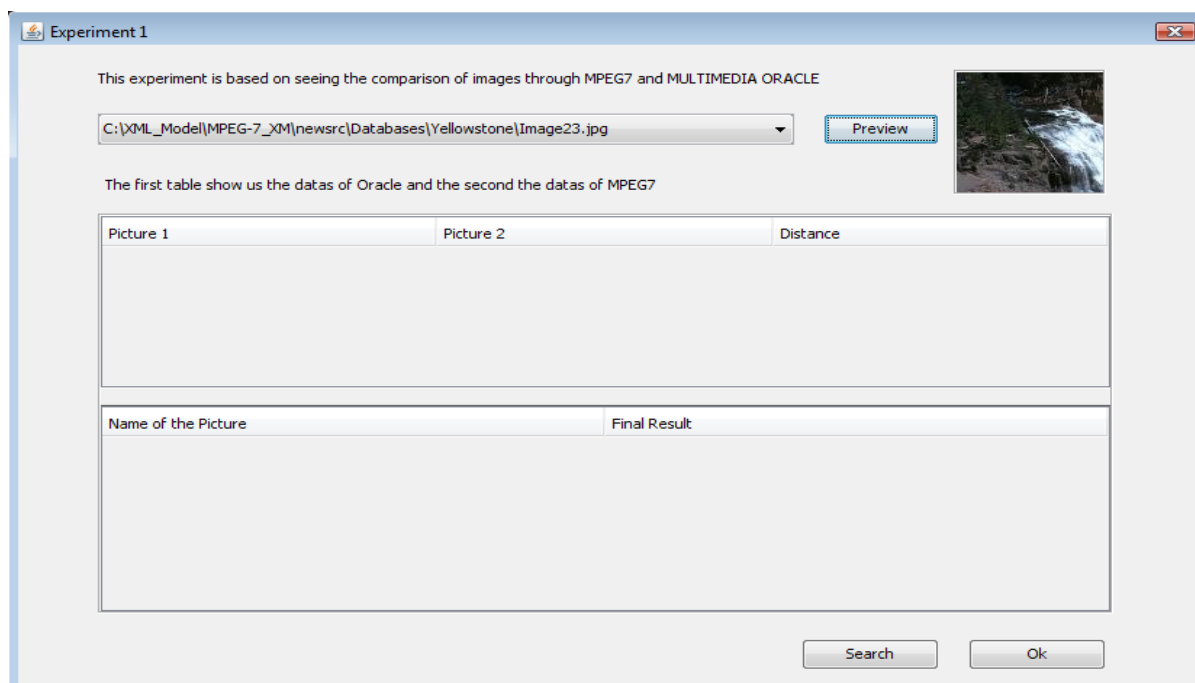 Experiment 1
This experiment is based on seeing the comparison of images through MPEG7 and MULTIMEDIA ORACLE
C:\XML_Model\MPEG-7_XM\newsrc\Databases\Yellowstone\Image23.jpg
Preview
The first table show us the datas of Oracle and the second the datas of MPEG7
Picture 1 Picture 2 Distance
Name of the Picture Final Result
Search Ok